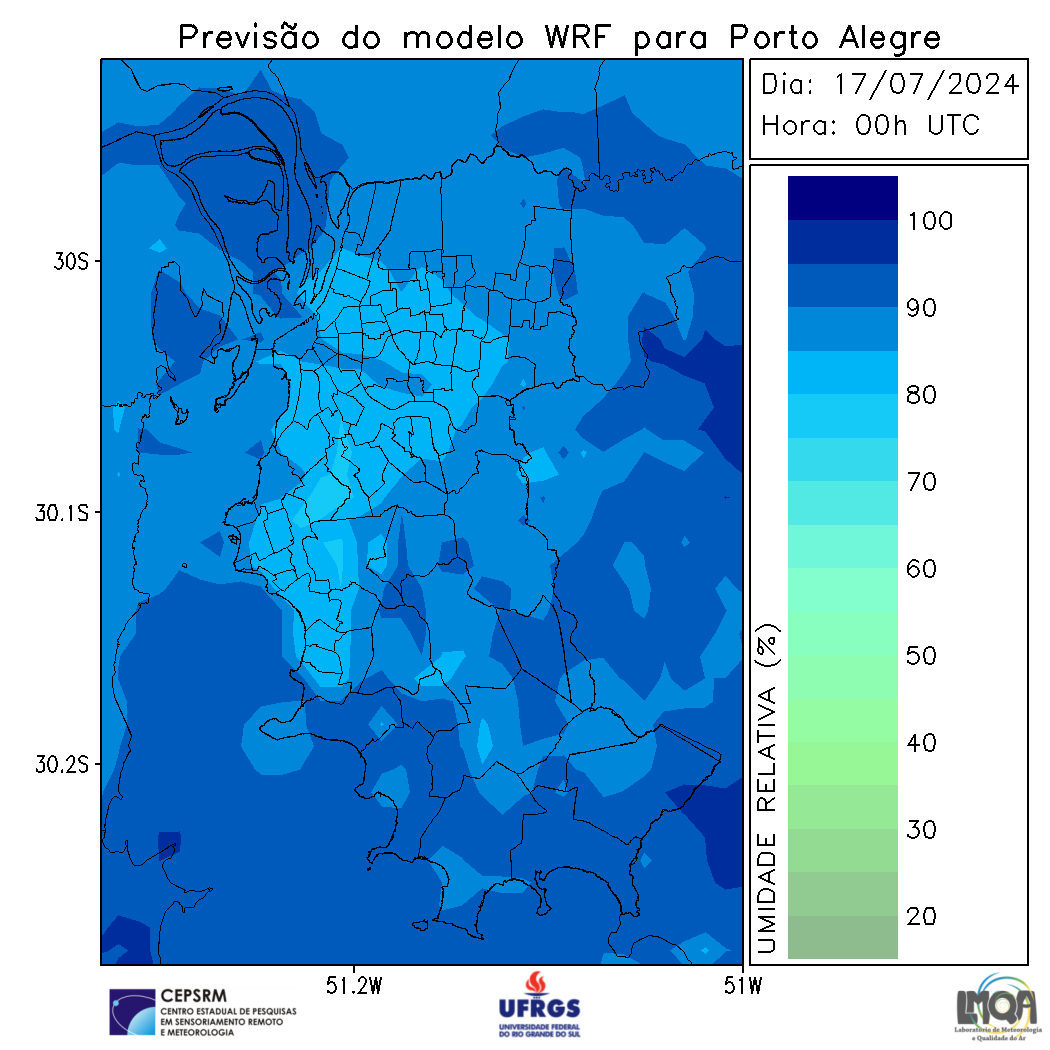 Previsão do modelo WRF para Porto Alegre
Dia: 17/07/2024
Hora: 00h UTC
100
90
80
70
60
50
40
30
20
UMIDADE RELATIVA (%)
30S
30.1S
30.2S
51.2W
51W
CEPSRM
CENTRO ESTADUAL DE PESQUISAS
EM SENSORIAMENTO REMOTO
E METEOROLOGIA
UFRGS
UNIVERSIDADE FEDERAL
DO RIO GRANDE DO SUL
LMQA
Laboratório de Meteorologia
e Qualidade do Ar